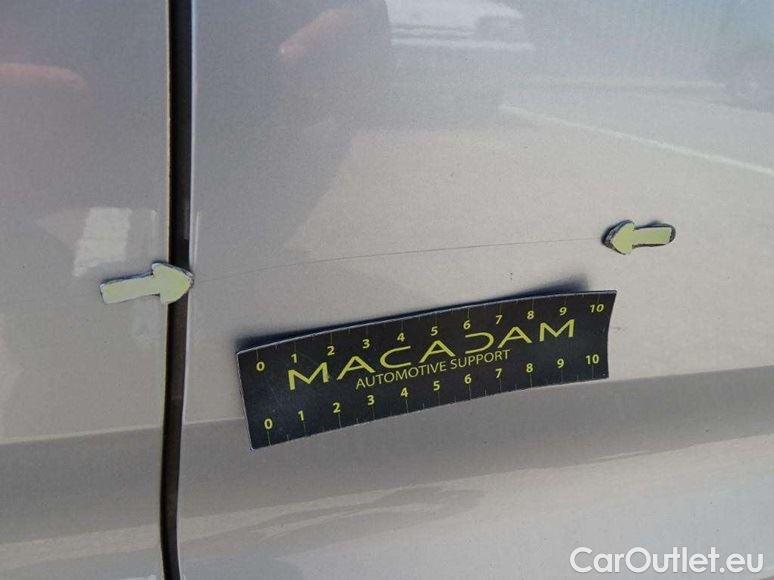 0 1 2 3 4 5 6 7 8 9 10
MACADAM
AUTOMOTIVE SUPPORT
0 1 2 3 4 5 6 7 8 9 10
CarOutlet.eu